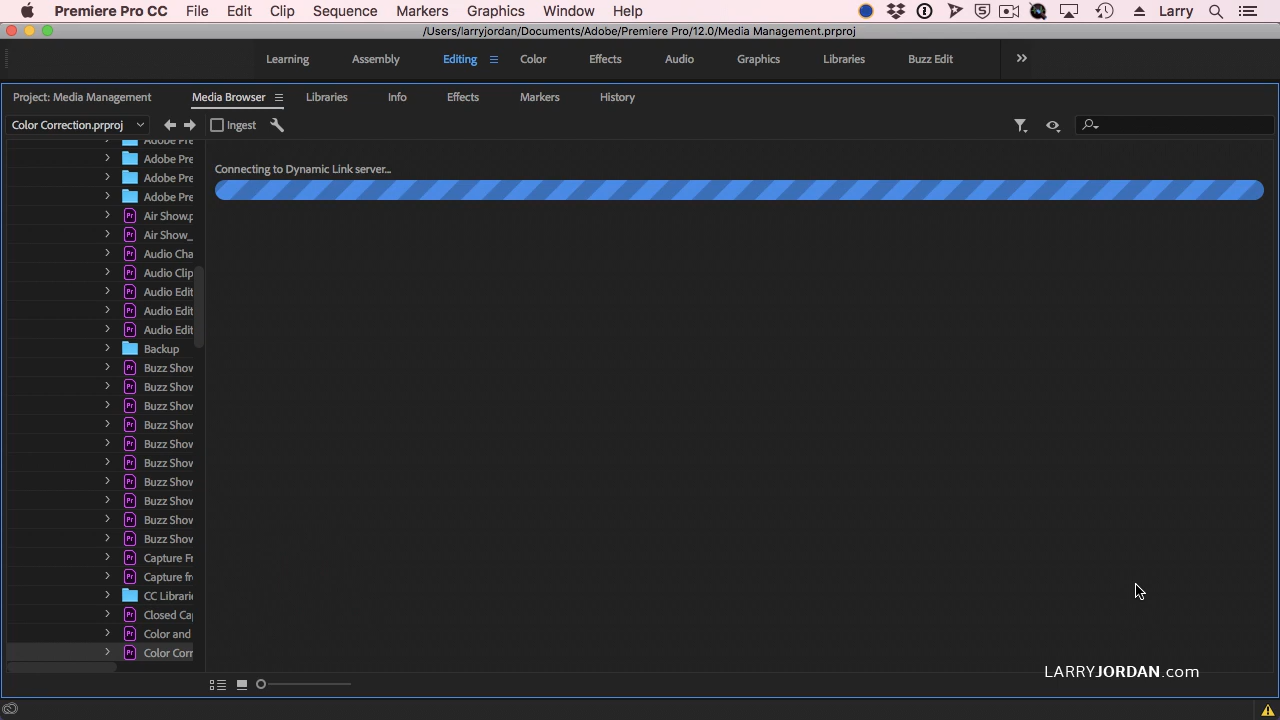 Premiere Pro CC File Edit Clip Sequence Markers Graphics Window Help Larry
/Users/larryjordan/Documents/Adobe/Premiere Pro/12.0/Media Management.prproj
Learning Assembly Editing Color Effects Audio Graphics Libraries Buzz Edit
Project: Media Management Media Browser Libraries Info Effects Markers History
Color Correction.prproj Ingest
Adobe Pre
Connecting to Dynamic Link server...
Adobe Pre
Adobe Pre
Adobe Pre
Air Show.p
Air Show_
Audio Cha
Audio Clip
Audio Edit
Audio Edit
Audio Edit
Backup
Buzz Show
Buzz Show
Buzz Show
Buzz Show
Buzz Show
Buzz Show
Buzz Show
Buzz Show
Buzz Show
Buzz Show
Capture Fr
Capture fr
CC Librarie
Closed Cap
Color and
Color Corr
LARRYJORDAN.com